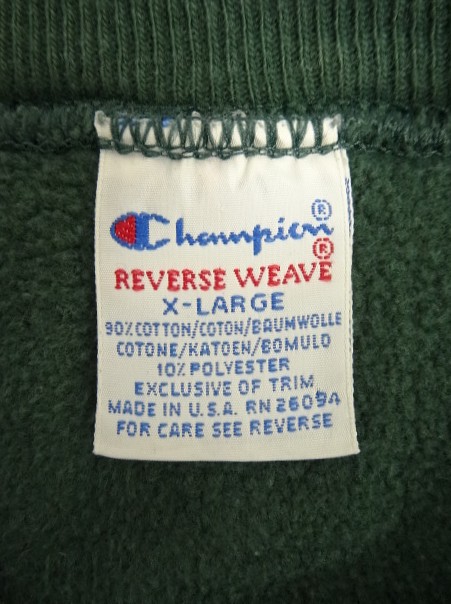 Champion®
REVERSE WEAVE®
X-LARGE
90% COTTON/COTON/BAUMWOLLE
COTONE/KATOEN/BOMULD
10% POLYESTER
EXCLUSIVE OF TRIM
MADE IN U.S.A. RN 26094
FOR CARE SEE REVERSE